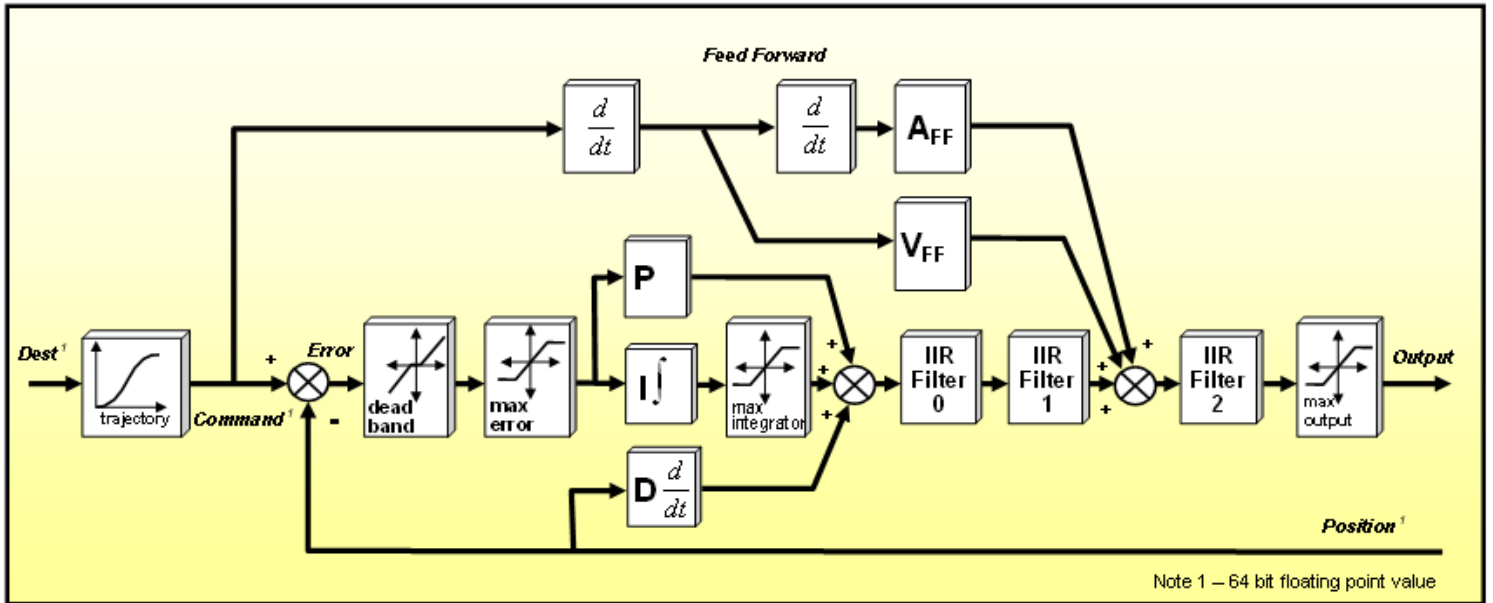 Feed Forward
d
dt
d
dt
A_FF
V_FF
P
Dest ¹
trajectory
+
Command ¹
-
Error
dead
band
max
error
I∫
max
integrator
+
+
+
IIR
Filter
0
IIR
Filter
1
+
+
+
IIR
Filter
2
max
output
Output
D d
dt
Position ¹
Note 1 – 64 bit floating point value